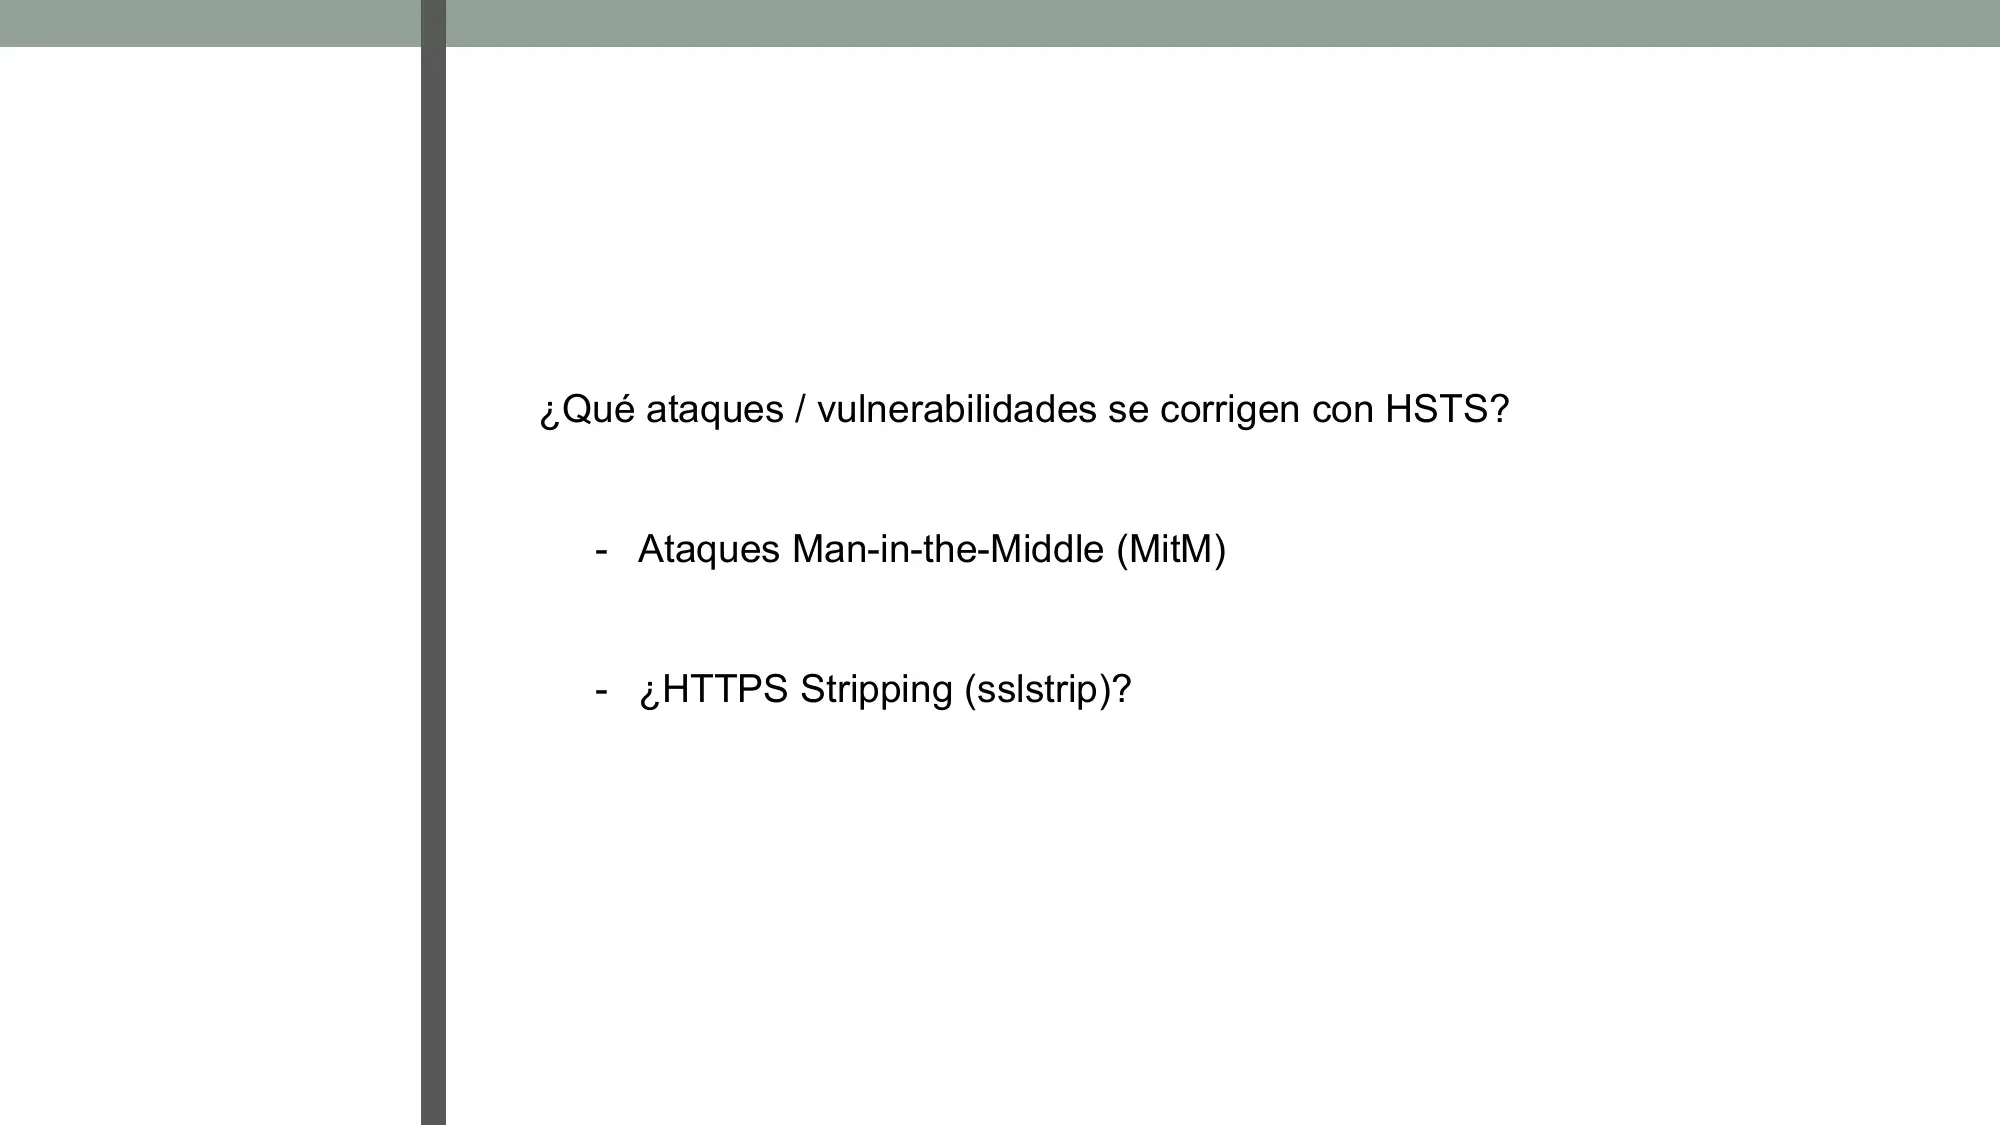 ¿Qué ataques / vulnerabilidades se corrigen con HSTS?
- Ataques Man-in-the-Middle (MitM)
- ¿HTTPS Stripping (sslstrip)?